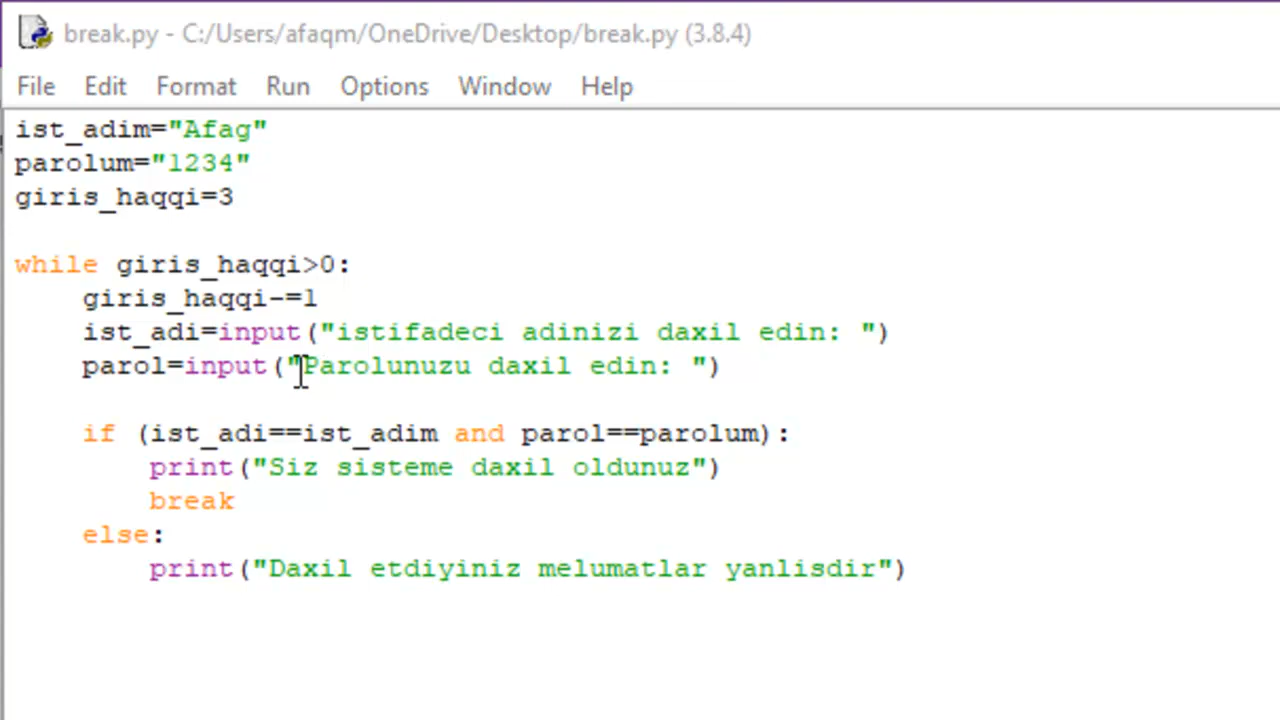 break.py - C:/Users/afaqm/OneDrive/Desktop/break.py (3.8.4)
File Edit Format Run Options Window Help
ist_adim="Afag"
parolum="1234"
giris_haqqi=3
while giris_haqqi>0:
    giris_haqqi-=1
    ist_adi=input("istifadeci adinizi daxil edin: ")
    parol=input("Parolunuzu daxil edin: ")
    if (ist_adi==ist_adim and parol==parolum):
        print("Siz sisteme daxil oldunuz")
        break
    else:
        print("Daxil etdiyiniz melumatlar yanlisdir")